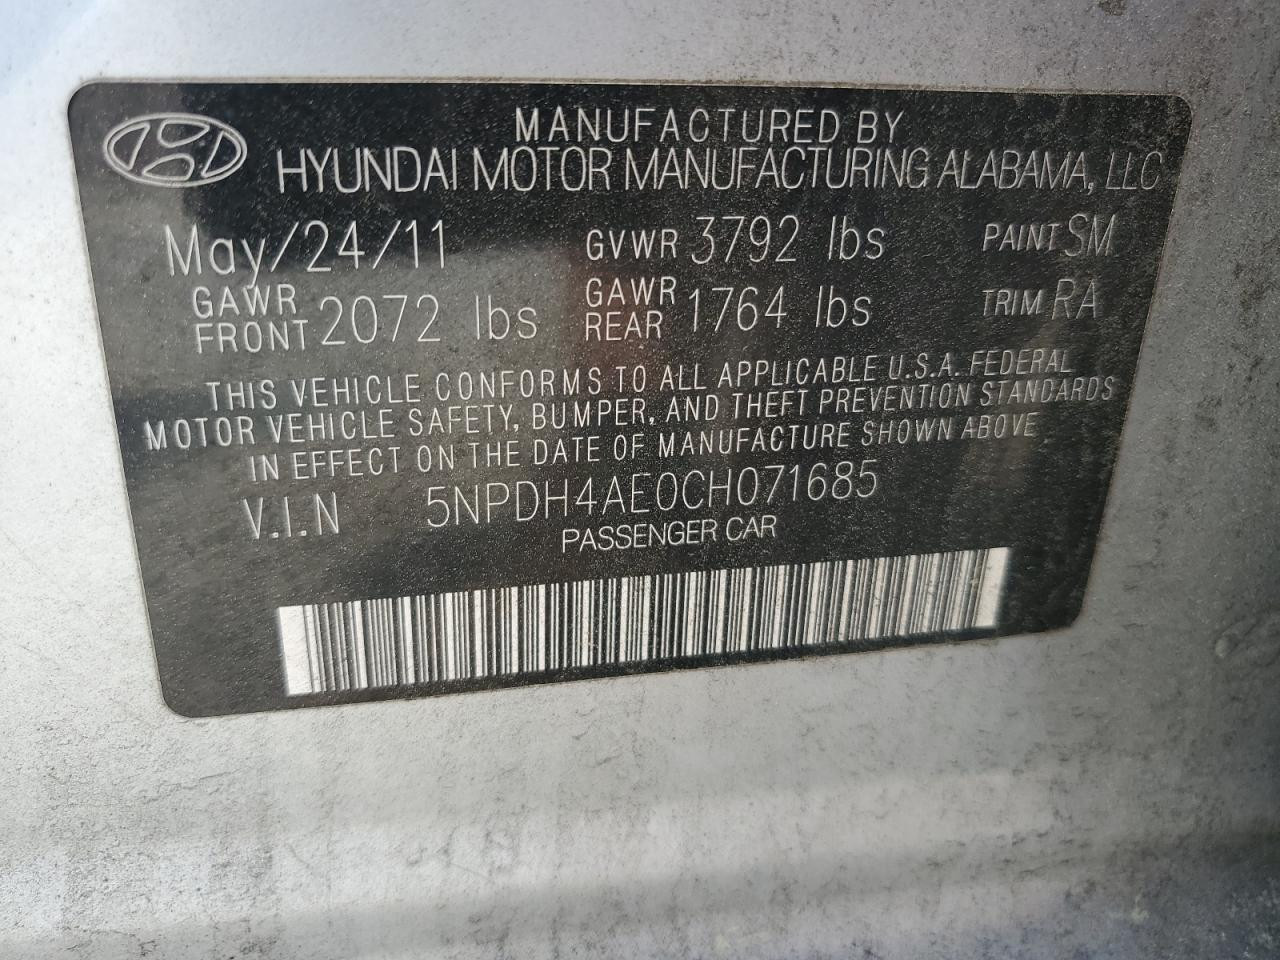 MANUFACTURED BY
HYUNDAI MOTOR MANUFACTURING ALABAMA, LLC
May/24/11 GVWR 3792 lbs PAINT SM
GAWR FRONT 2072 lbs GAWR REAR 1764 lbs TRIM RA
THIS VEHICLE CONFORMS TO ALL APPLICABLE U.S.A. FEDERAL
MOTOR VEHICLE SAFETY, BUMPER, AND THEFT PREVENTION STANDARDS
IN EFFECT ON THE DATE OF MANUFACTURE SHOWN ABOVE
V.I.N 5NPDH4AE0CH071685
PASSENGER CAR